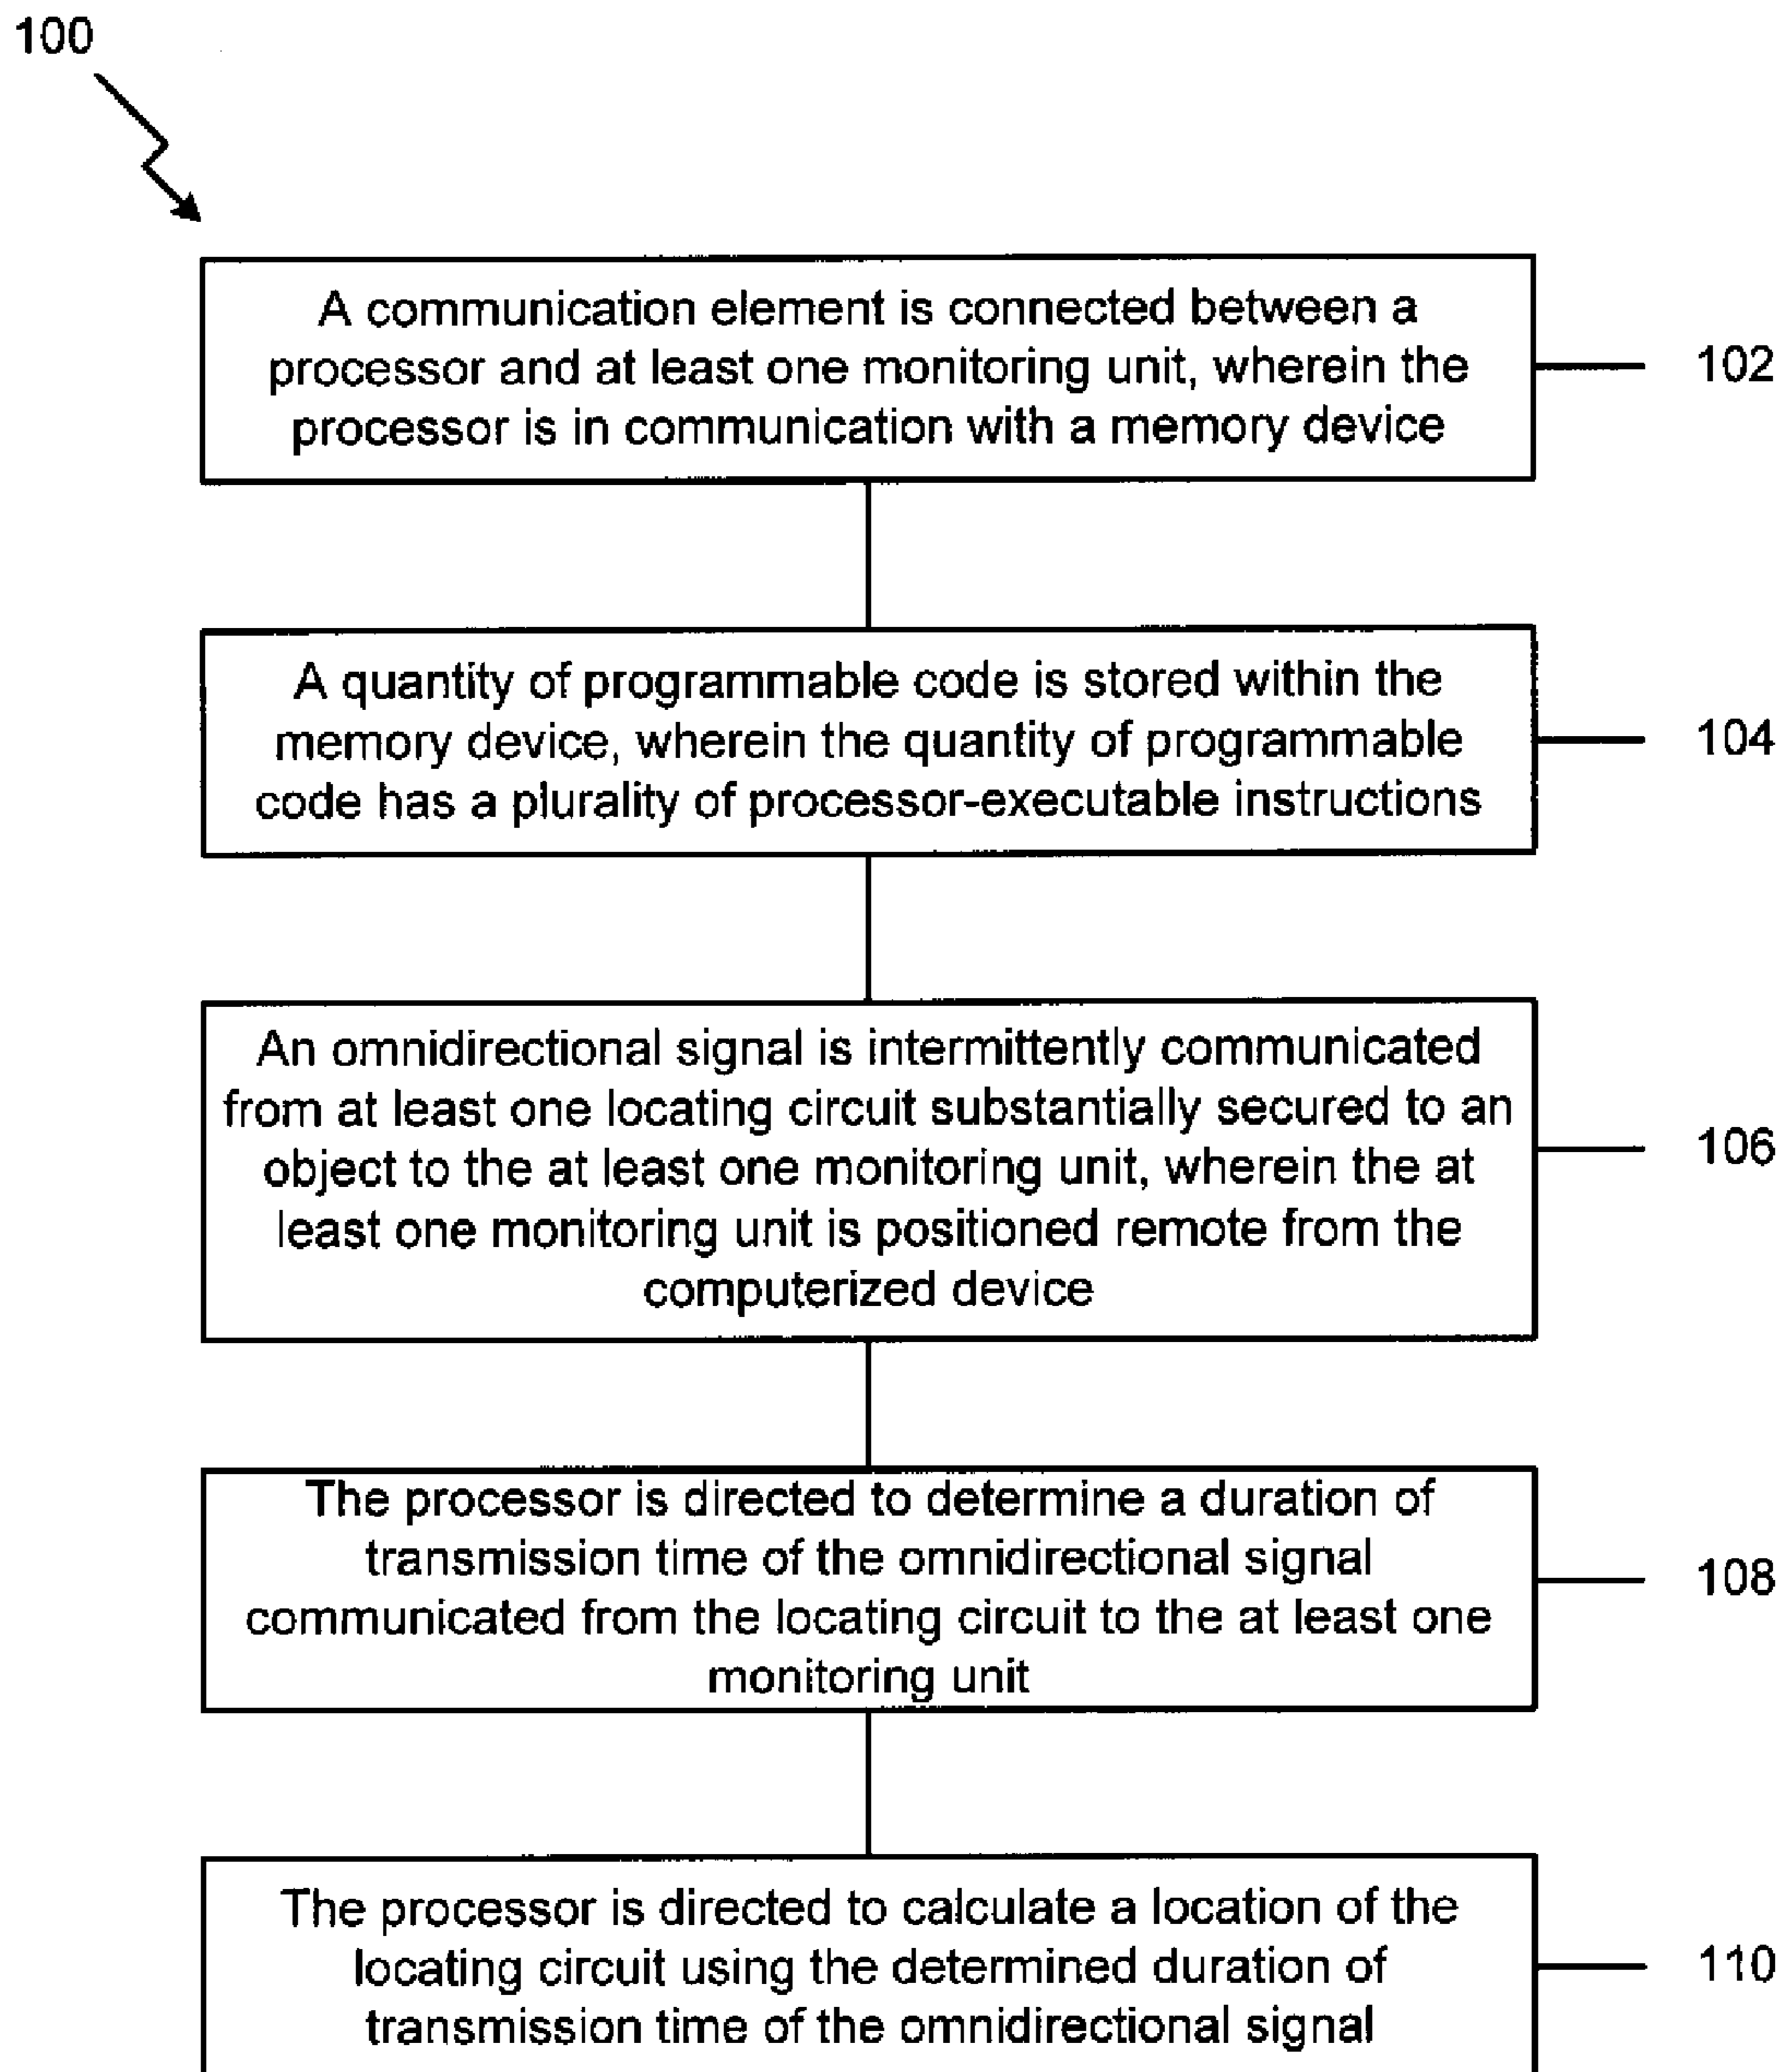 100
A communication element is connected between a
processor and at least one monitoring unit, wherein the
processor is in communication with a memory device
102
A quantity of programmable code is stored within the
memory device, wherein the quantity of programmable
code has a plurality of processor-executable instructions
104
An omnidirectional signal is intermittently communicated
from at least one locating circuit substantially secured to an
object to the at least one monitoring unit, wherein the at
least one monitoring unit is positioned remote from the
computerized device
106
The processor is directed to determine a duration of
transmission time of the omnidirectional signal
communicated from the locating circuit to the at least one
monitoring unit
108
The processor is directed to calculate a location of the
locating circuit using the determined duration of
transmission time of the omnidirectional signal
110